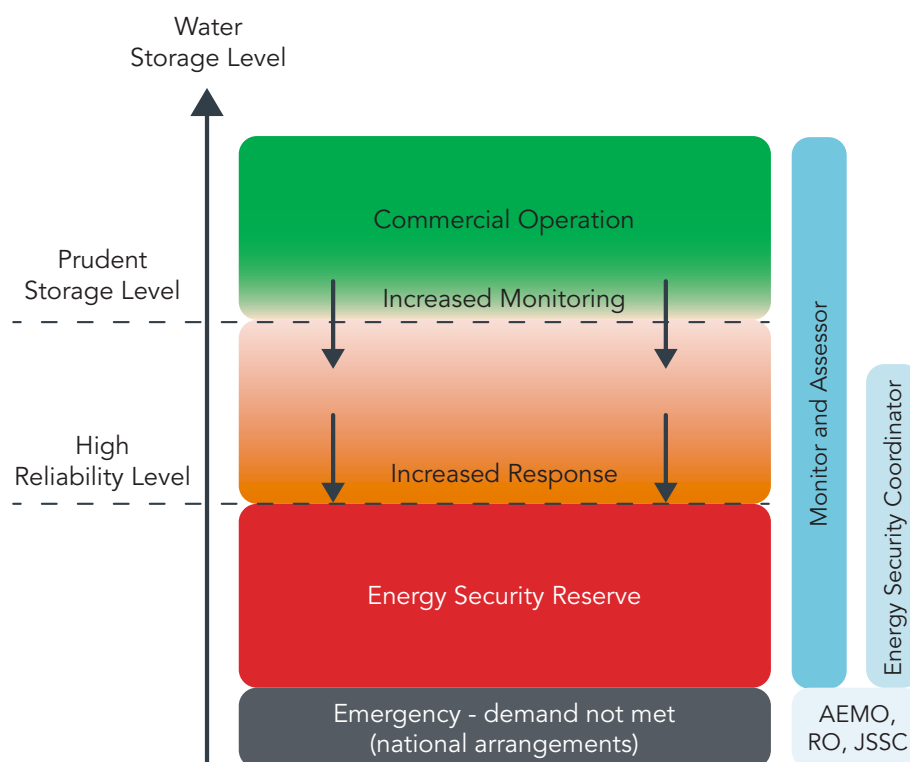 Water
Storage Level
Commercial Operation
Prudent
Storage Level
Increased Monitoring
High
Reliability Level
Increased Response
Energy Security Reserve
Emergency - demand not met
(national arrangements)
Monitor and Assessor
Energy Security Coordinator
AEMO,
RO, JSSC